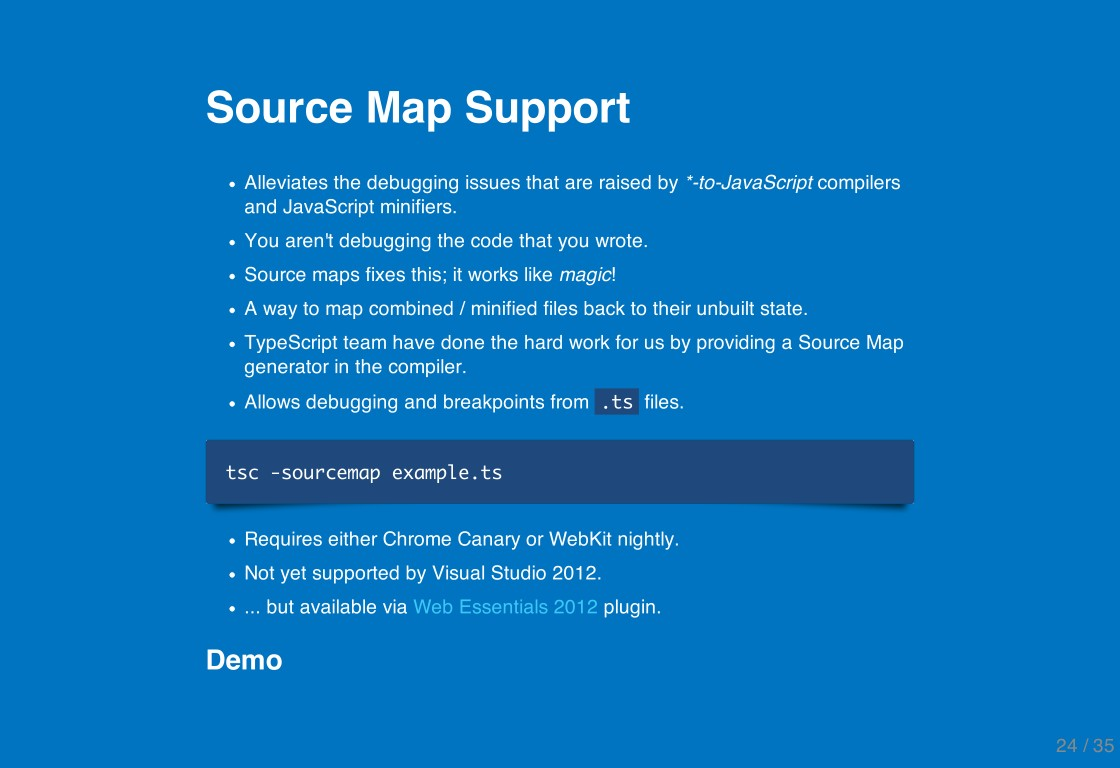 Source Map Support
• Alleviates the debugging issues that are raised by *-to-JavaScript compilers
and JavaScript minifiers.
• You aren't debugging the code that you wrote.
• Source maps fixes this; it works like magic!
• A way to map combined / minified files back to their unbuilt state.
• TypeScript team have done the hard work for us by providing a Source Map
generator in the compiler.
• Allows debugging and breakpoints from .ts files.
tsc -sourcemap example.ts
• Requires either Chrome Canary or WebKit nightly.
• Not yet supported by Visual Studio 2012.
• ... but available via Web Essentials 2012 plugin.
Demo
24 / 35